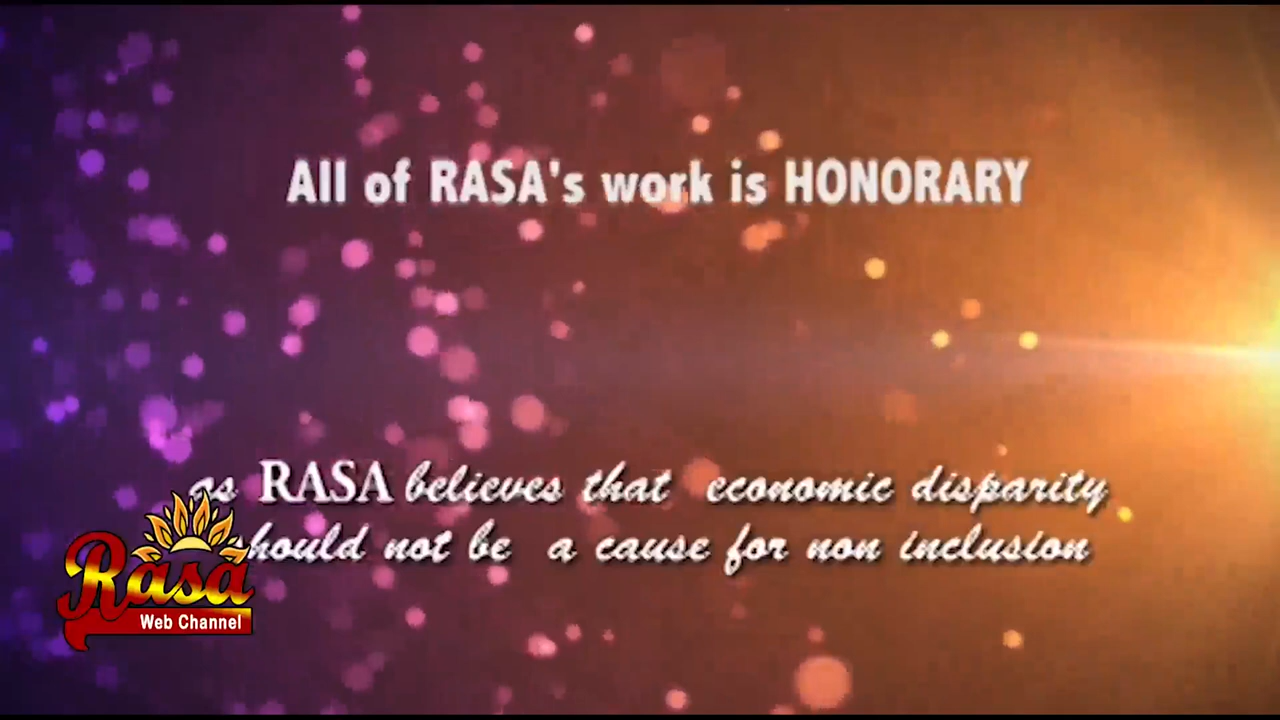 All of RASA's work is HONORARY
as RASA believes that economic disparity
should not be a cause for non inclusion
Rasa
Web Channel